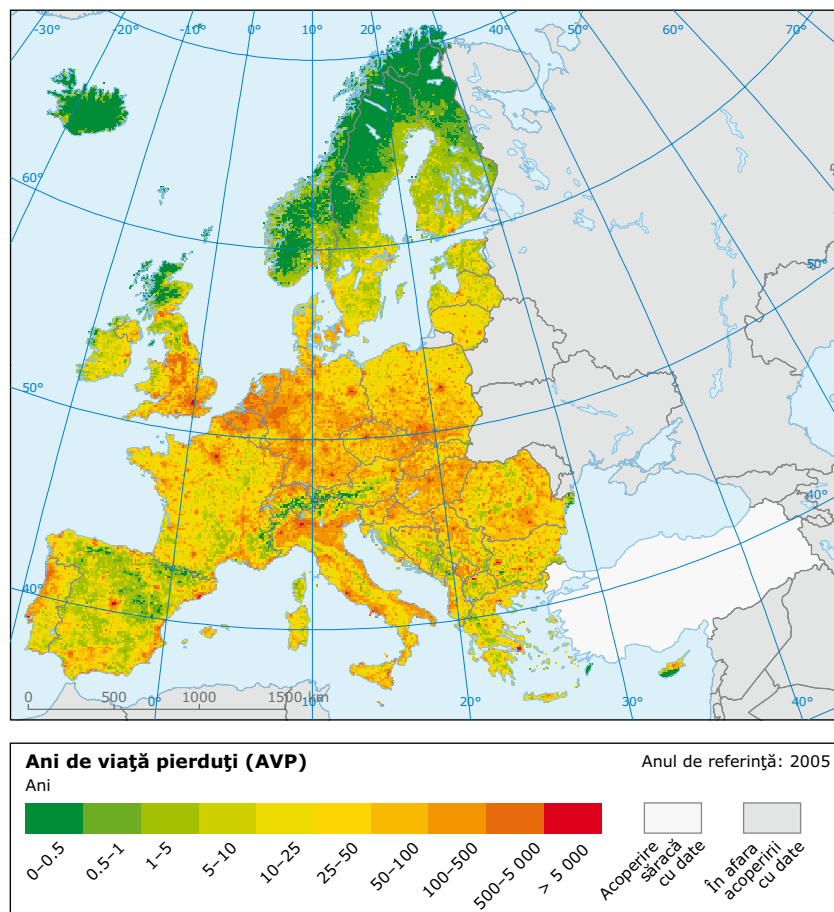 -30° -20° -10° 0° 10° 20° 30° 40° 50° 60° 70°
60°
50°
50°
40°
40°
0 500 1000 1500 km
0° 10° 20° 30° 40°
Ani de viaţă pierduţi (AVP)
Anul de referinţă: 2005
Ani
0–0.5
0.5–1
1–5
5–10
10–25
25–50
50–100
100–500
500–5 000
> 5 000
Acoperire
săracă
cu date
În afara
acoperirii
cu date